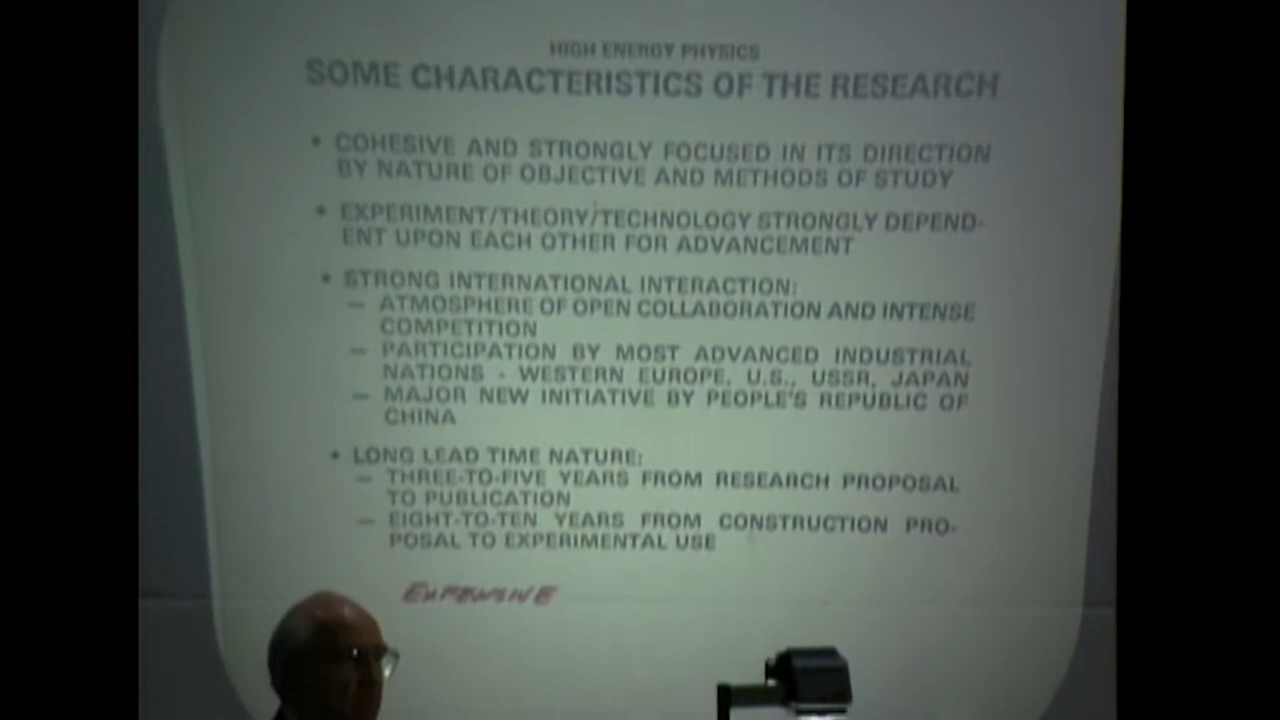 HIGH ENERGY PHYSICS
SOME CHARACTERISTICS OF THE RESEARCH
• COHESIVE AND STRONGLY FOCUSED IN ITS DIRECTION
BY NATURE OF OBJECTIVE AND METHODS OF STUDY
• EXPERIMENT/THEORY/TECHNOLOGY STRONGLY DEPEND-
ENT UPON EACH OTHER FOR ADVANCEMENT
• STRONG INTERNATIONAL INTERACTION:
— ATMOSPHERE OF OPEN COLLABORATION AND INTENSE
COMPETITION
— PARTICIPATION BY MOST ADVANCED INDUSTRIAL
NATIONS - WESTERN EUROPE, U.S., USSR, JAPAN
— MAJOR NEW INITIATIVE BY PEOPLE'S REPUBLIC OF
CHINA
• LONG LEAD TIME NATURE:
— THREE-TO-FIVE YEARS FROM RESEARCH PROPOSAL
TO PUBLICATION
— EIGHT-TO-TEN YEARS FROM CONSTRUCTION PRO-
POSAL TO EXPERIMENTAL USE
EXPENSIVE